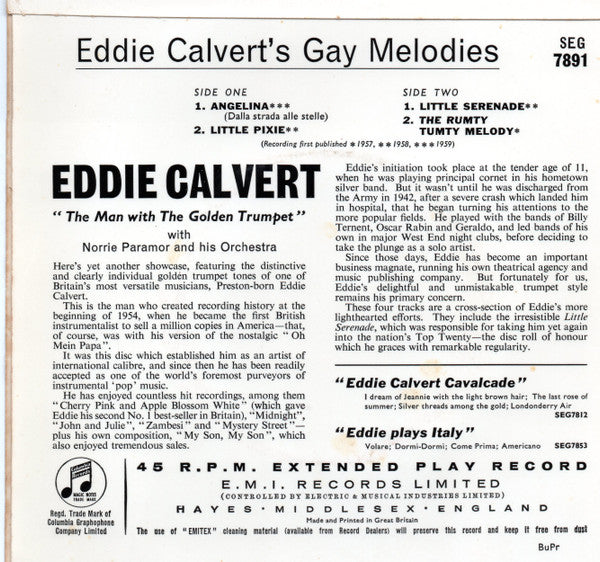 Eddie Calvert's Gay Melodies
SEG
7891
SIDE ONE
1. ANGELINA***
(Dalla strada alle stelle)
2. LITTLE PIXIE**
SIDE TWO
1. LITTLE SERENADE**
2. THE RUMTY
TUMTY MELODY*
(Recording first published *1957, **1958, ***1959)
EDDIE CALVERT
"The Man with The Golden Trumpet"
with
Norrie Paramor and his Orchestra
Here's yet another showcase, featuring the distinctive
and clearly individual golden trumpet tones of one of
Britain's most versatile musicians, Preston-born Eddie
Calvert.
This is the man who created recording history at the
beginning of 1954, when he became the first British
instrumentalist to sell a million copies in America—that,
of course, was with his version of the nostalgic "Oh
Mein Papa".
It was this disc which established him as an artist of
international calibre, and since then he has been readily
accepted as one of the world's foremost purveyors of
instrumental 'pop' music.
He has enjoyed countless hit recordings, among them
"Cherry Pink and Apple Blossom White" (which gave
Eddie his second No. 1 best-seller in Britain), "Midnight",
"John and Julie", "Zambesi" and "Mystery Street"—
plus his own composition, "My Son, My Son", which
also enjoyed tremendous sales.
Eddie's initiation took place at the tender age of 11,
when he was playing principal cornet in his hometown
silver band. But it wasn't until he was discharged from
the Army in 1942, after a severe crash which landed him
in hospital, that he began turning his attentions to the
more popular fields. He played with the bands of Billy
Ternent, Oscar Rabin and Geraldo, and led bands of his
own in major West End night clubs, before deciding to
take the plunge as a solo artist.
Since those days, Eddie has become an important
business magnate, running his own theatrical agency and
music publishing company. But fortunately for us,
Eddie's delightful and unmistakable trumpet style
remains his primary concern.
These four tracks are a cross-section of Eddie's more
lighthearted efforts. They include the irresistible Little
Serenade, which was responsible for taking him yet again
into the nation's Top Twenty—the disc roll of honour
which he graces with remarkable regularity.
"Eddie Calvert Cavalcade"
I dream of Jeannie with the light brown hair; The last rose of
summer; Silver threads among the gold; Londonderry Air
SEG7812
"Eddie plays Italy"
Volare; Dormi-Dormi; Come Prima; Americano SEG7853
Columbia Records
MAGIC NOTES
TRADE MARK
Regd. Trade Mark of
Columbia Graphophone
Company Limited
45 R.P.M. EXTENDED PLAY RECORD
E.M.I. RECORDS LIMITED
(CONTROLLED BY ELECTRIC & MUSICAL INDUSTRIES LIMITED)
HAYES · MIDDLESEX · ENGLAND
Made and Printed in Great Britain
The use of "EMITEX" cleaning material (available from Record Dealers) will preserve this record and keep it free from dust
BuPr